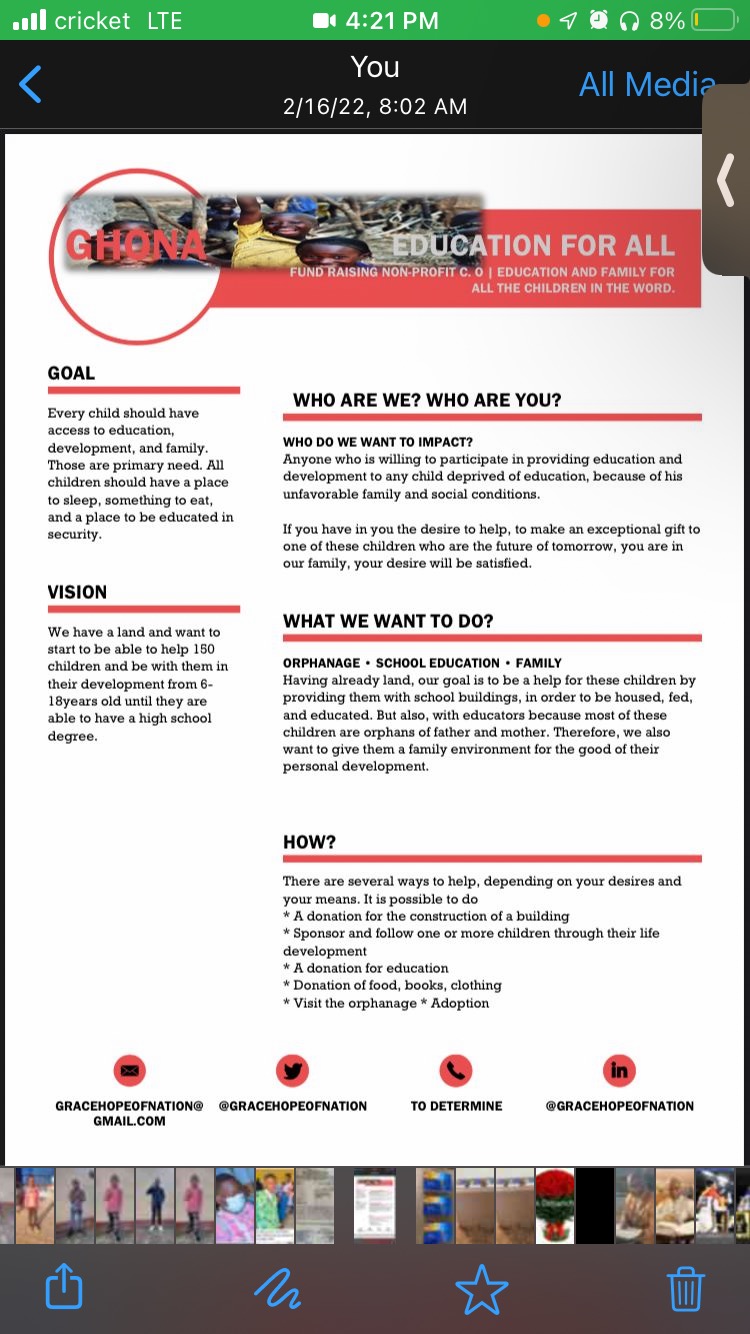 cricket LTE
4:21 PM
8%
You
2/16/22, 8:02 AM
All Media
GHONA
EDUCATION FOR ALL
FUND RAISING NON-PROFIT C. O | EDUCATION AND FAMILY FOR
ALL THE CHILDREN IN THE WORD.
GOAL
Every child should have
access to education,
development, and family.
Those are primary need. All
children should have a place
to sleep, something to eat,
and a place to be educated in
security.
VISION
We have a land and want to
start to be able to help 150
children and be with them in
their development from 6-
18years old until they are
able to have a high school
degree.
WHO ARE WE? WHO ARE YOU?
WHO DO WE WANT TO IMPACT?
Anyone who is willing to participate in providing education and
development to any child deprived of education, because of his
unfavorable family and social conditions.
If you have in you the desire to help, to make an exceptional gift to
one of these children who are the future of tomorrow, you are in
our family, your desire will be satisfied.
WHAT WE WANT TO DO?
ORPHANAGE • SCHOOL EDUCATION • FAMILY
Having already land, our goal is to be a help for these children by
providing them with school buildings, in order to be housed, fed,
and educated. But also, with educators because most of these
children are orphans of father and mother. Therefore, we also
want to give them a family environment for the good of their
personal development.
HOW?
There are several ways to help, depending on your desires and
your means. It is possible to do
* A donation for the construction of a building
* Sponsor and follow one or more children through their life
development
* A donation for education
* Donation of food, books, clothing
* Visit the orphanage * Adoption
GRACEHOPEOFNATION@
GMAIL.COM
@GRACEHOPEOFNATION
TO DETERMINE
in
@GRACEHOPEOFNATION